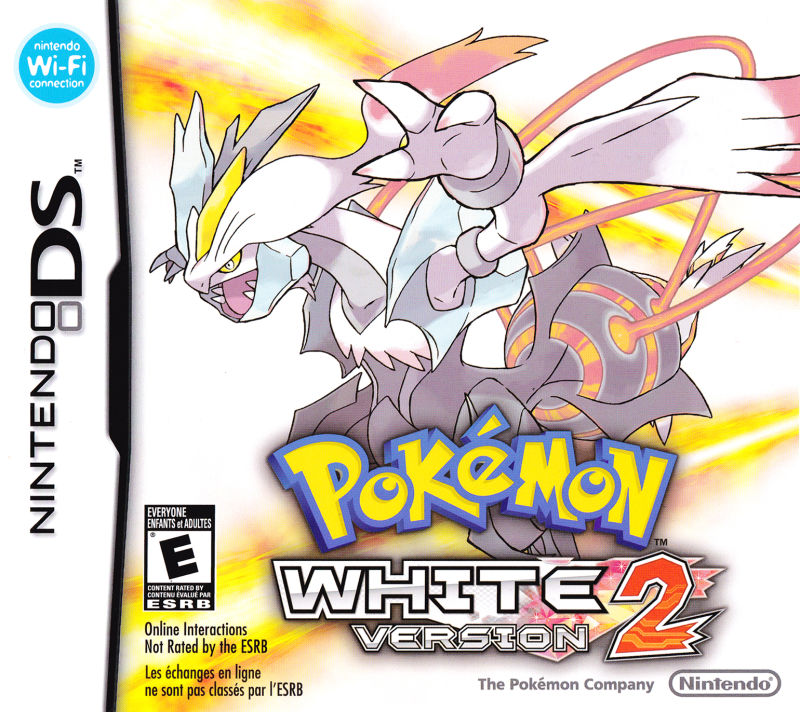 nintendo
Wi-Fi
connection
NINTENDO DS™
POKéMON™
WHITE
VERSION 2
EVERYONE
ENFANTS et ADULTES
E®
CONTENT RATED BY
CONTENU ÉVALUÉ PAR
ESRB
Online Interactions
Not Rated by the ESRB
Les échanges en ligne
ne sont pas classés par l'ESRB
The Pokémon Company
Nintendo®